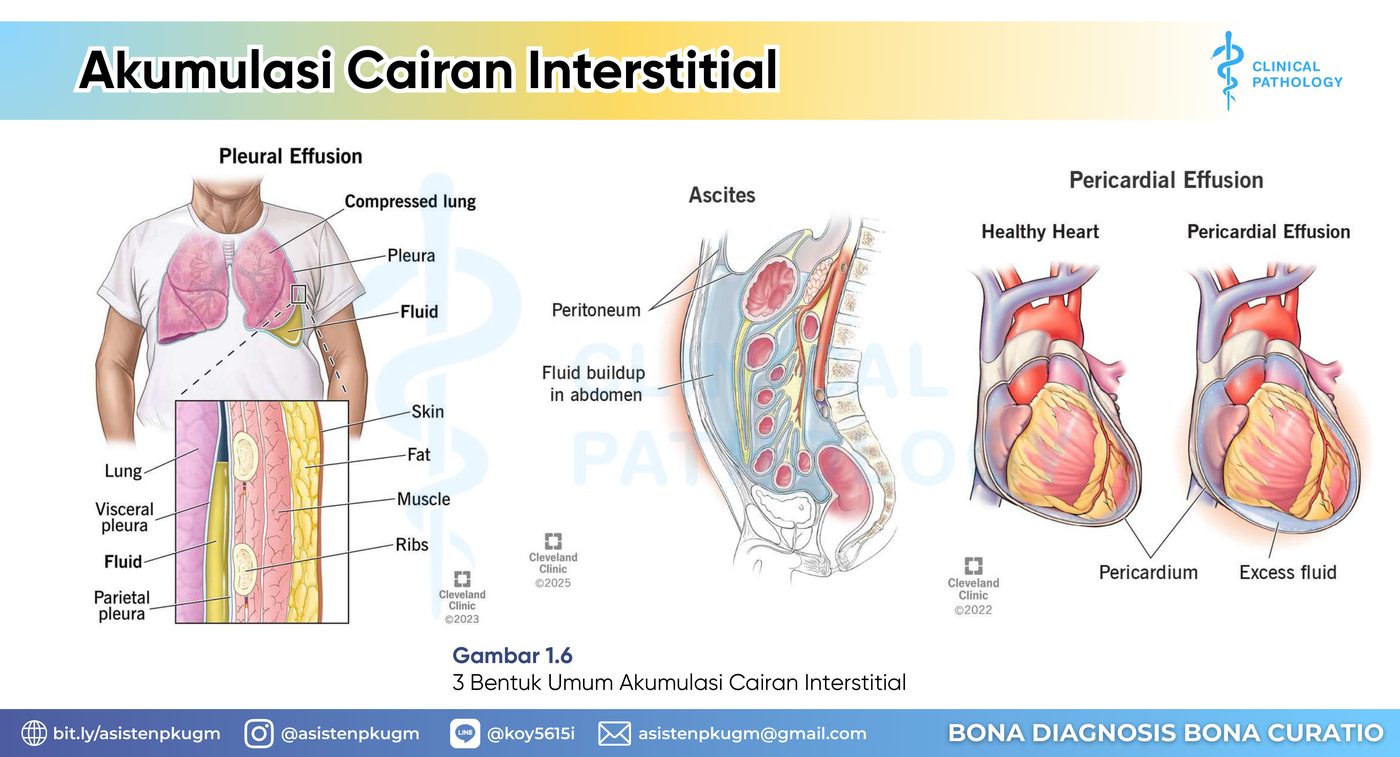 Akumulasi Cairan Interstitial
CLINICAL
PATHOLOGY
Pleural Effusion
Compressed lung
Pleura
Fluid
Skin
Fat
Muscle
Ribs
Lung
Visceral
pleura
Fluid
Parietal
pleura
Cleveland
Clinic
©2023
Ascites
Peritoneum
Fluid buildup
in abdomen
Cleveland
Clinic
©2025
Pericardial Effusion
Healthy Heart
Pericardial Effusion
Pericardium
Excess fluid
Cleveland
Clinic
©2022
CLINICAL
PATHOLOGY
Gambar 1.6
3 Bentuk Umum Akumulasi Cairan Interstitial
bit.ly/asistenpkugm
@asistenpkugm
LINE
@koy5615i
asistenpkugm@gmail.com
BONA DIAGNOSIS BONA CURATIO